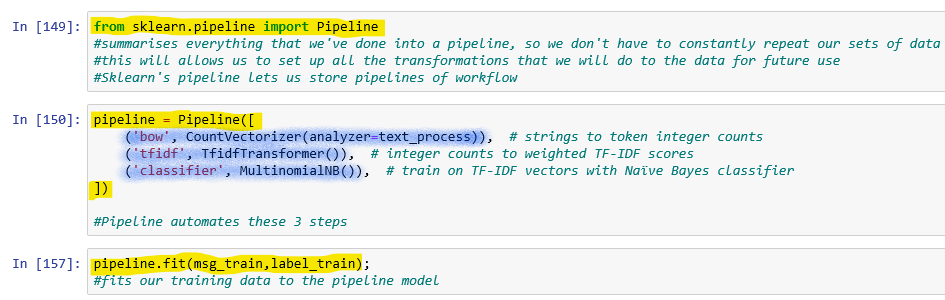 In [149]: from sklearn.pipeline import Pipeline
#summarises everything that we've done into a pipeline, so we don't have to constantly repeat our sets of data
#this will allows us to set up all the transformations that we will do to the data for future use
#Sklearn's pipeline lets us store pipelines of workflow
In [150]: pipeline = Pipeline([
('bow', CountVectorizer(analyzer=text_process)),  # strings to token integer counts
('tfidf', TfidfTransformer()),  # integer counts to weighted TF-IDF scores
('classifier', MultinomialNB()),  # train on TF-IDF vectors with Naïve Bayes classifier
])
#Pipeline automates these 3 steps
In [157]: pipeline.fit(msg_train,label_train);
#fits our training data to the pipeline model